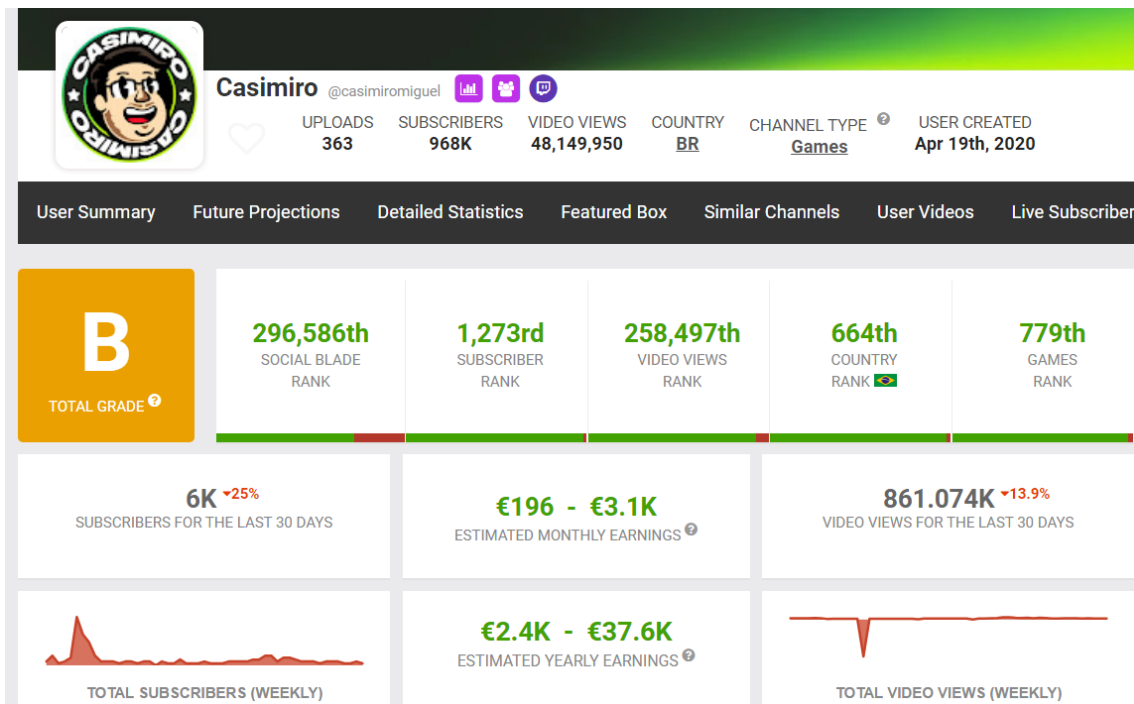 CASIMIRO
CASIMIRO
Casimiro @casimiromiguel
UPLOADS SUBSCRIBERS VIDEO VIEWS COUNTRY CHANNEL TYPE ? USER CREATED
363 968K 48,149,950 BR Games Apr 19th, 2020
User Summary Future Projections Detailed Statistics Featured Box Similar Channels User Videos Live Subscriber
B
TOTAL GRADE ?
296,586th
SOCIAL BLADE
RANK
1,273rd
SUBSCRIBER
RANK
258,497th
VIDEO VIEWS
RANK
664th
COUNTRY
RANK
779th
GAMES
RANK
6K 25%
SUBSCRIBERS FOR THE LAST 30 DAYS
€196 - €3.1K
ESTIMATED MONTHLY EARNINGS ?
861.074K 13.9%
VIDEO VIEWS FOR THE LAST 30 DAYS
TOTAL SUBSCRIBERS (WEEKLY)
€2.4K - €37.6K
ESTIMATED YEARLY EARNINGS ?
TOTAL VIDEO VIEWS (WEEKLY)